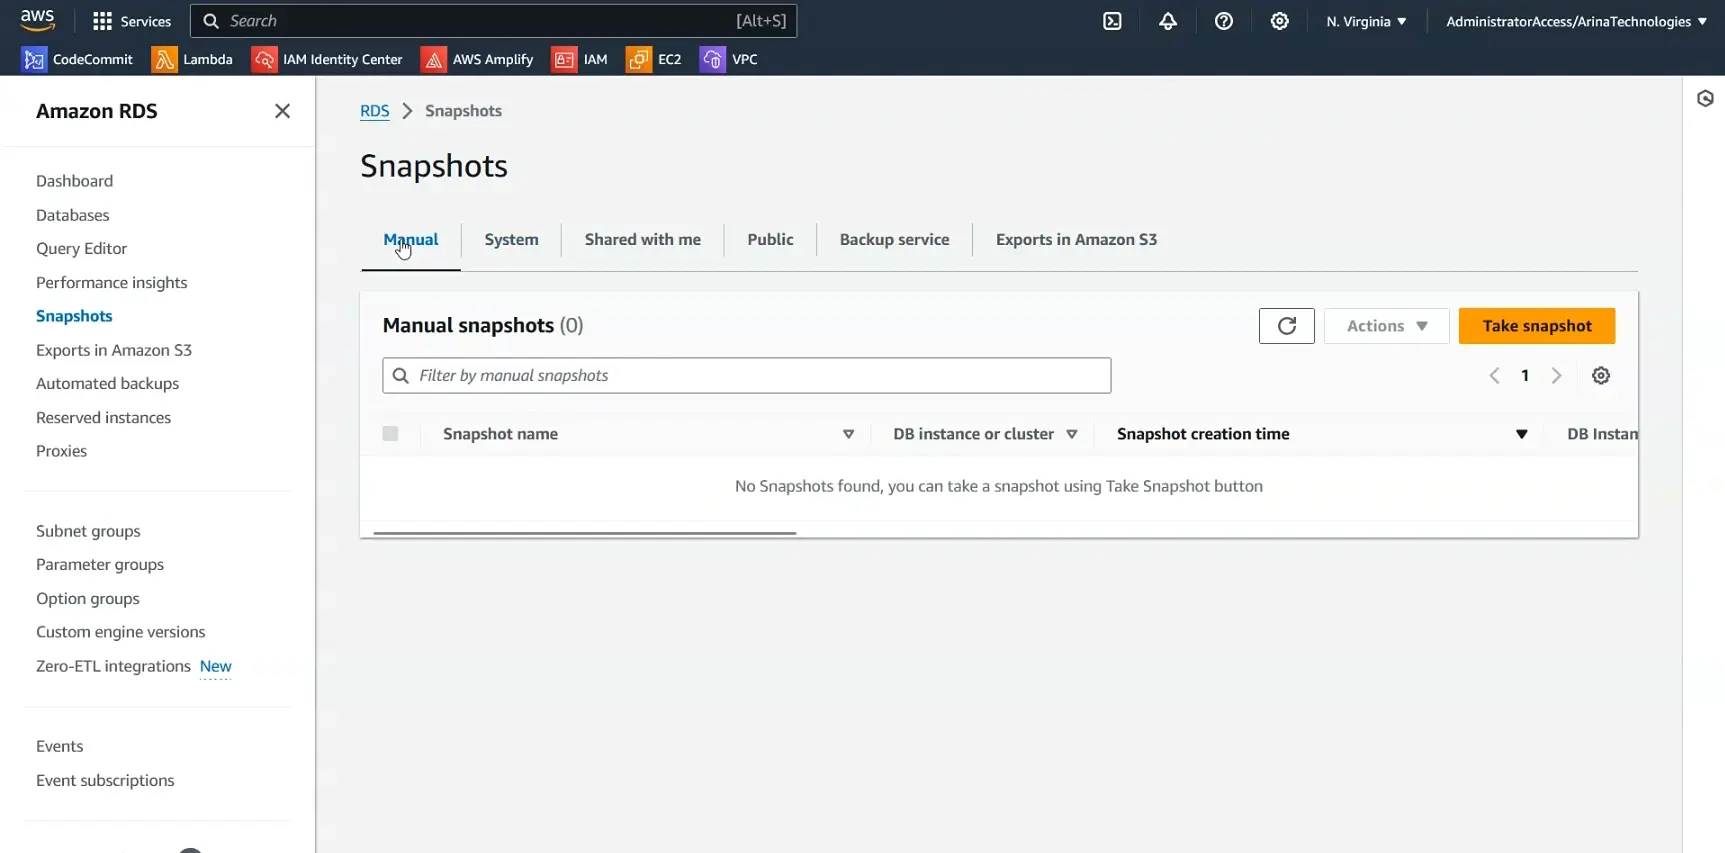 aws Services Search [Alt+S] N. Virginia AdministratorAccess/ArinaTechnologies
CodeCommit Lambda IAM Identity Center AWS Amplify IAM EC2 VPC
Amazon RDS
Dashboard
Databases
Query Editor
Performance insights
Snapshots
Exports in Amazon S3
Automated backups
Reserved instances
Proxies
Subnet groups
Parameter groups
Option groups
Custom engine versions
Zero-ETL integrations New
Events
Event subscriptions
RDS Snapshots
Snapshots
Manual System Shared with me Public Backup service Exports in Amazon S3
Manual snapshots (0) Actions Take snapshot
Filter by manual snapshots 1
Snapshot name DB instance or cluster Snapshot creation time DB Instan
No Snapshots found, you can take a snapshot using Take Snapshot button